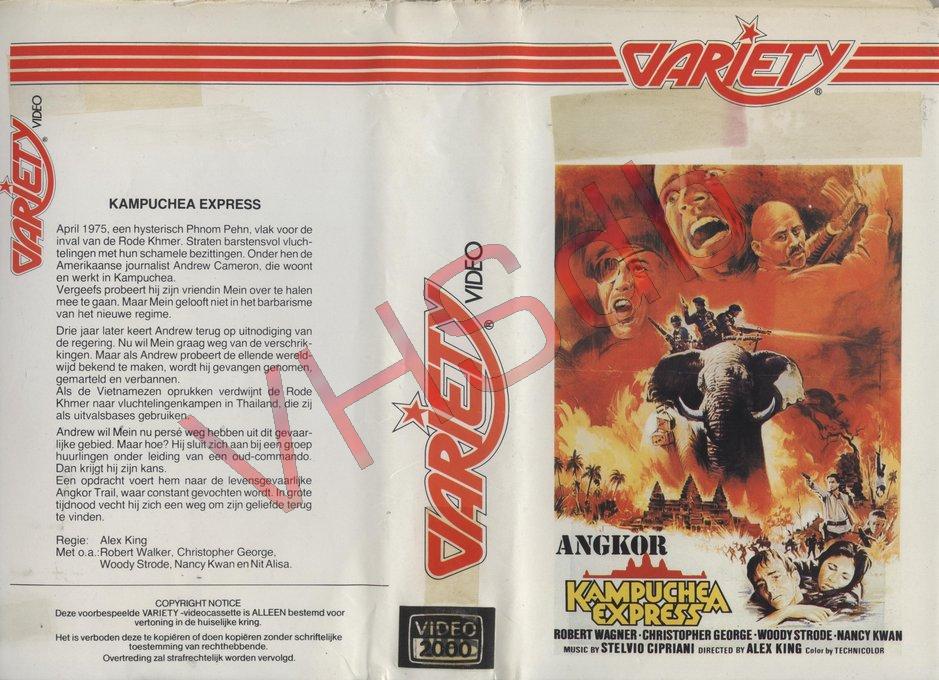 VARIETY
VIDEO
KAMPUCHEA EXPRESS
April 1975, een hysterisch Phnom Pehn, vlak voor de
inval van de Rode Khmer. Straten barstensvol vluch-
telingen met hun schamele bezittingen. Onder hen de
Amerikaanse journalist Andrew Cameron, die woont
en werkt in Kampuchea.
Vergeefs probeert hij zijn vriendin Mein over te halen
mee te gaan. Maar Mein gelooft niet in het barbarisme
van het nieuwe regime.
Drie jaar later keert Andrew terug op uitnodiging van
de regering. Nu wil Mein graag weg van de verschrik-
kingen. Maar als Andrew probeert de ellende wereld-
wijd bekend te maken, wordt hij gevangen genomen,
gemarteld en verbannen.
Als de Vietnamezen oprukken verdwijnt de Rode
Khmer naar vluchtelingenkampen in Thailand, die zij
als uitvalsbases gebruiken.
Andrew wil Mein nu persé weg hebben uit dit gevaar-
lijke gebied. Maar hoe? Hij sluit zich aan bij een groep
huurlingen onder leiding van een oud-commando.
Dan krijgt hij zijn kans.
Een opdracht voert hem naar de levensgevaarlijke
Angkor Trail, waar constant gevochten wordt. In grote
tijdnood vecht hij zich een weg om zijn geliefde terug
te vinden.
Regie: Alex King
Met o.a.: Robert Walker, Christopher George,
Woody Strode, Nancy Kwan en Nit Alisa.
COPYRIGHT NOTICE
Deze voorbespeelde VARIETY -videocassette is ALLEEN bestemd voor
vertoning in de huiselijke kring.
Het is verboden deze te kopiëren of doen kopiëren zonder schriftelijke
toestemming van rechthebbende.
Overtreding zal strafrechtelijk worden vervolgd.
VARIETY ®
VIDEO
VIDEO
2000
VARIETY ®
ANGKOR
KAMPUCHEA
EXPRESS
ROBERT WAGNER · CHRISTOPHER GEORGE · WOODY STRODE · NANCY KWAN
MUSIC BY STELVIO CIPRIANI DIRECTED BY ALEX KING Color by TECHNICOLOR
VHSdb